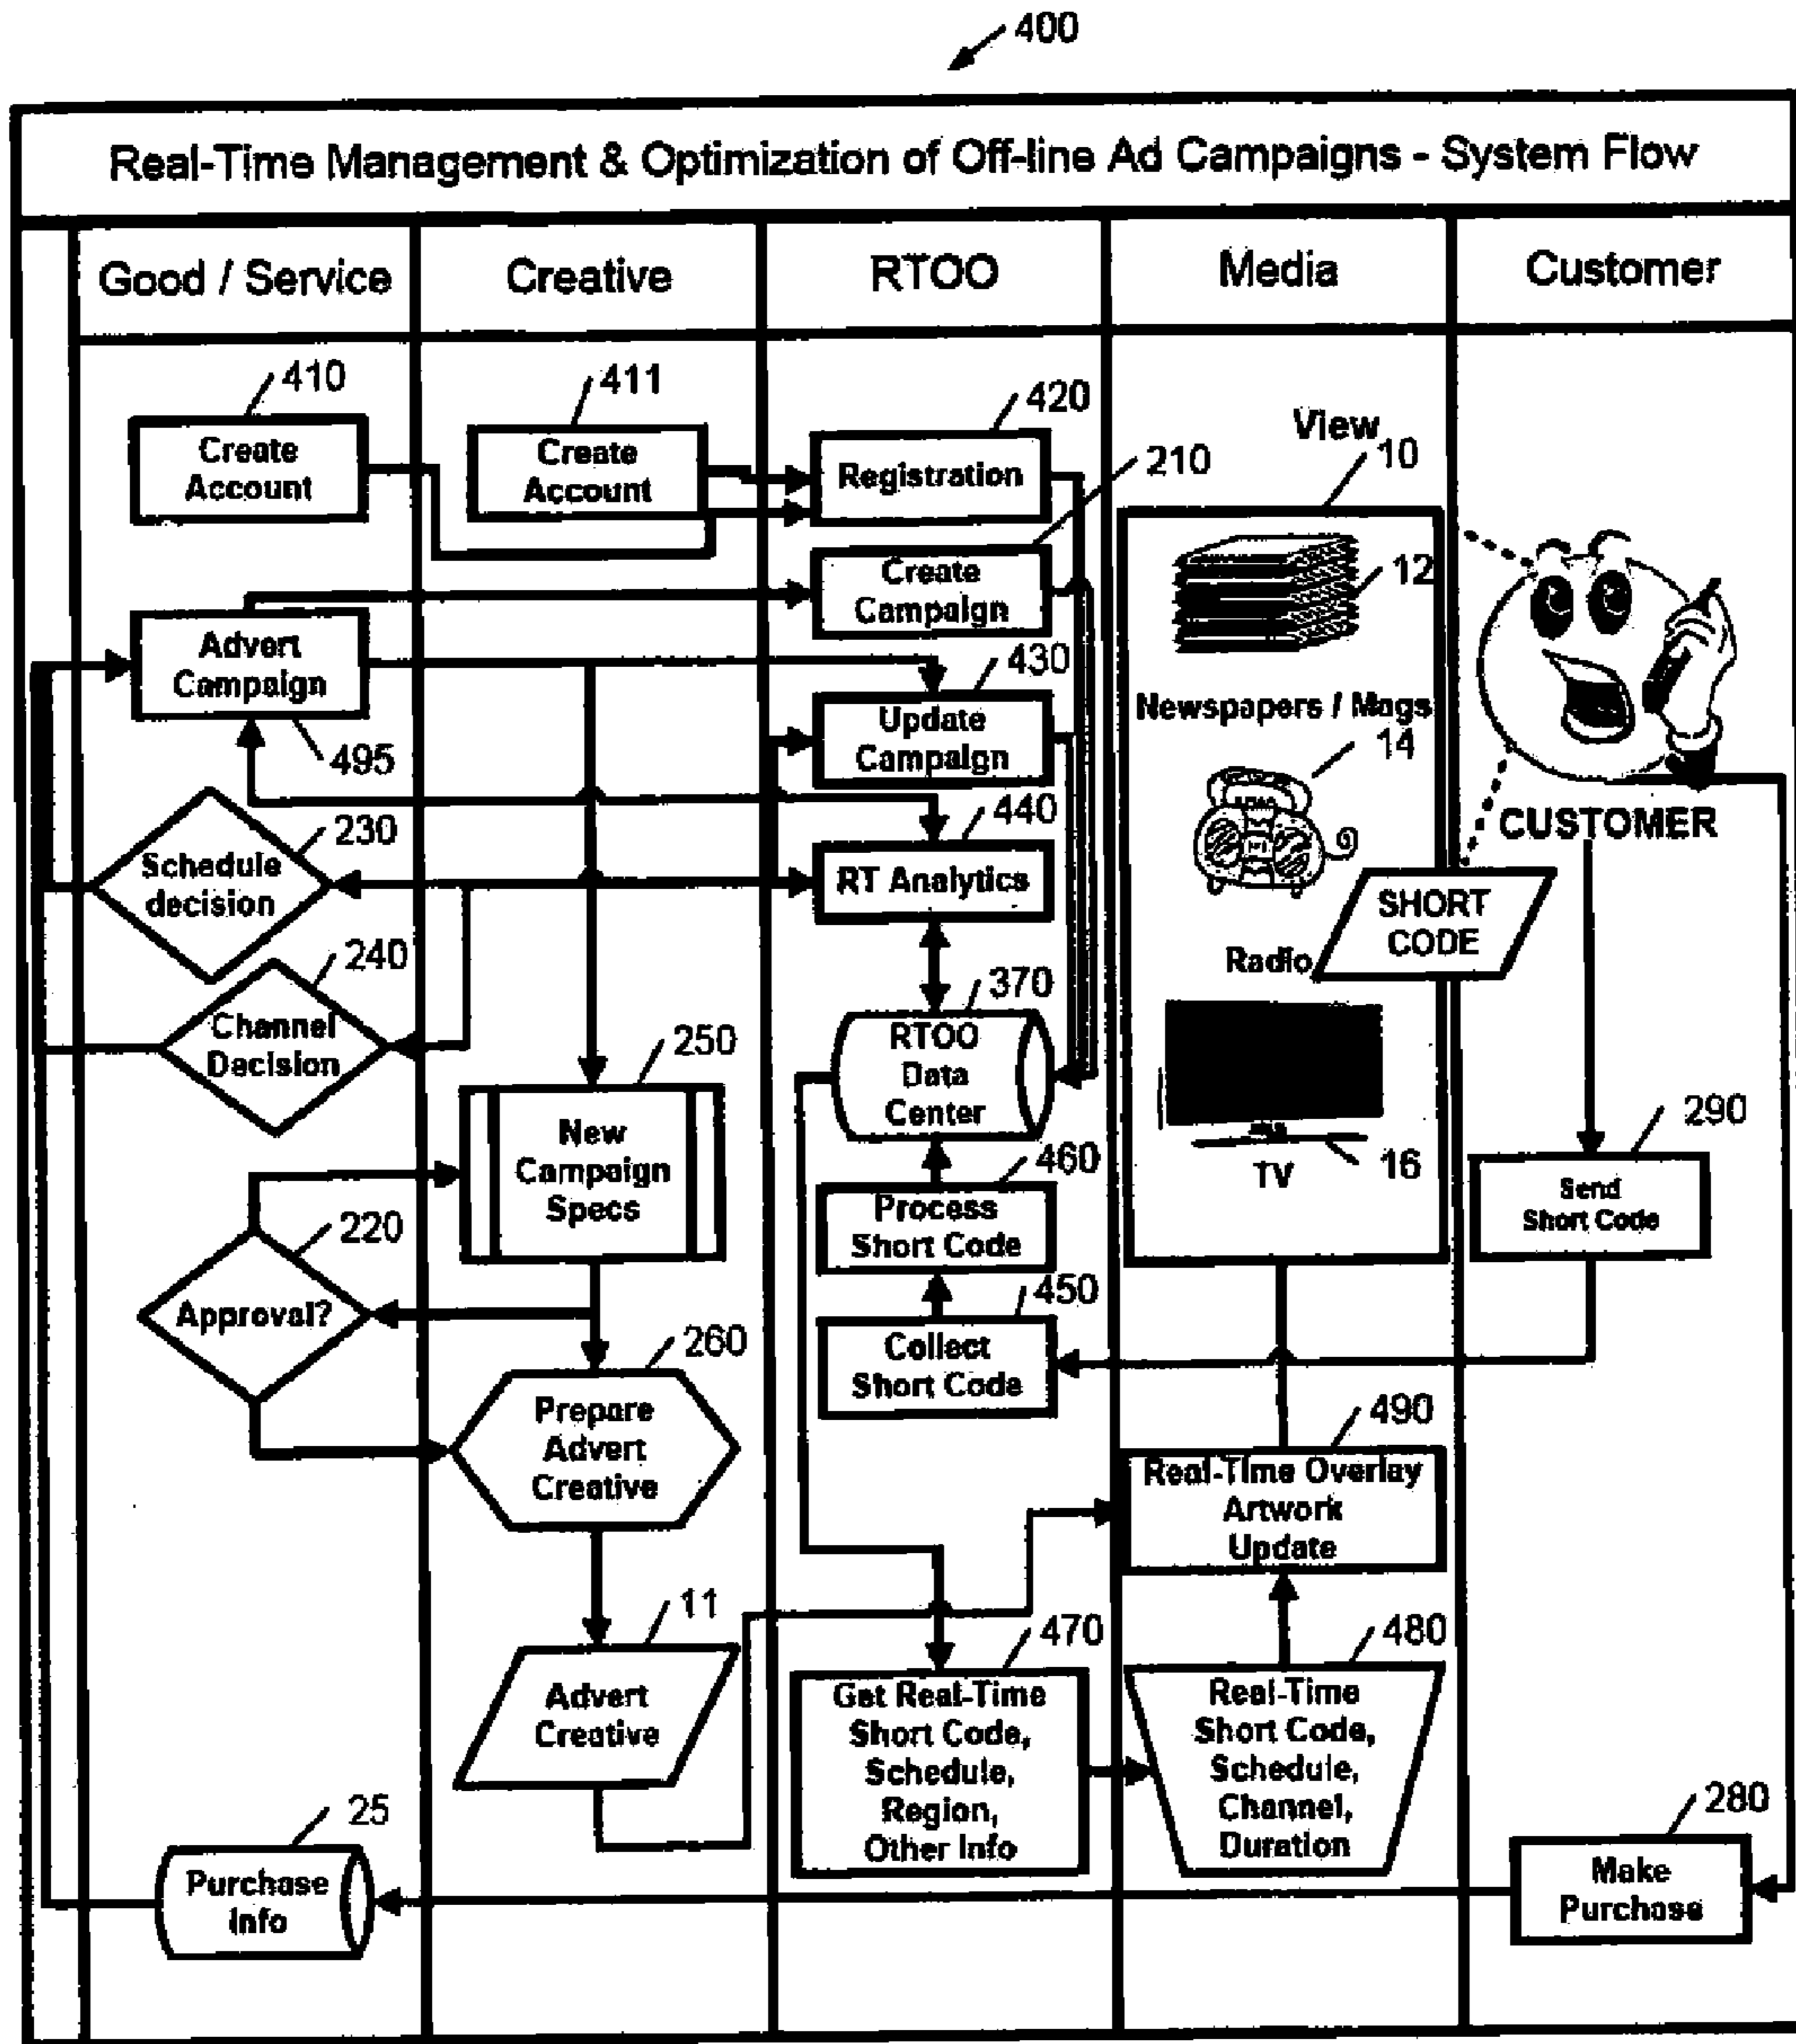 400
Real-Time Management & Optimization of Off-line Ad Campaigns - System Flow
Good / Service
Creative
RTOO
Media
Customer
410
Create
Account
411
Create
Account
420
Registration
210
Create
Campaign
View
10
12
Newspapers / Mags
14
Radio
TV
16
CUSTOMER
SHORT
CODE
Advert
Campaign
495
430
Update
Campaign
440
RT Analytics
230
Schedule
decision
240
Channel
Decision
370
RTOO
Data
Center
250
New
Campaign
Specs
460
Process
Short Code
290
Send
Short Code
220
Approval?
450
Collect
Short Code
260
Prepare
Advert
Creative
490
Real-Time Overlay
Artwork
Update
11
Advert
Creative
470
Get Real-Time
Short Code,
Schedule,
Region,
Other Info
480
Real-Time
Short Code,
Schedule,
Channel,
Duration
25
Purchase
Info
280
Make
Purchase